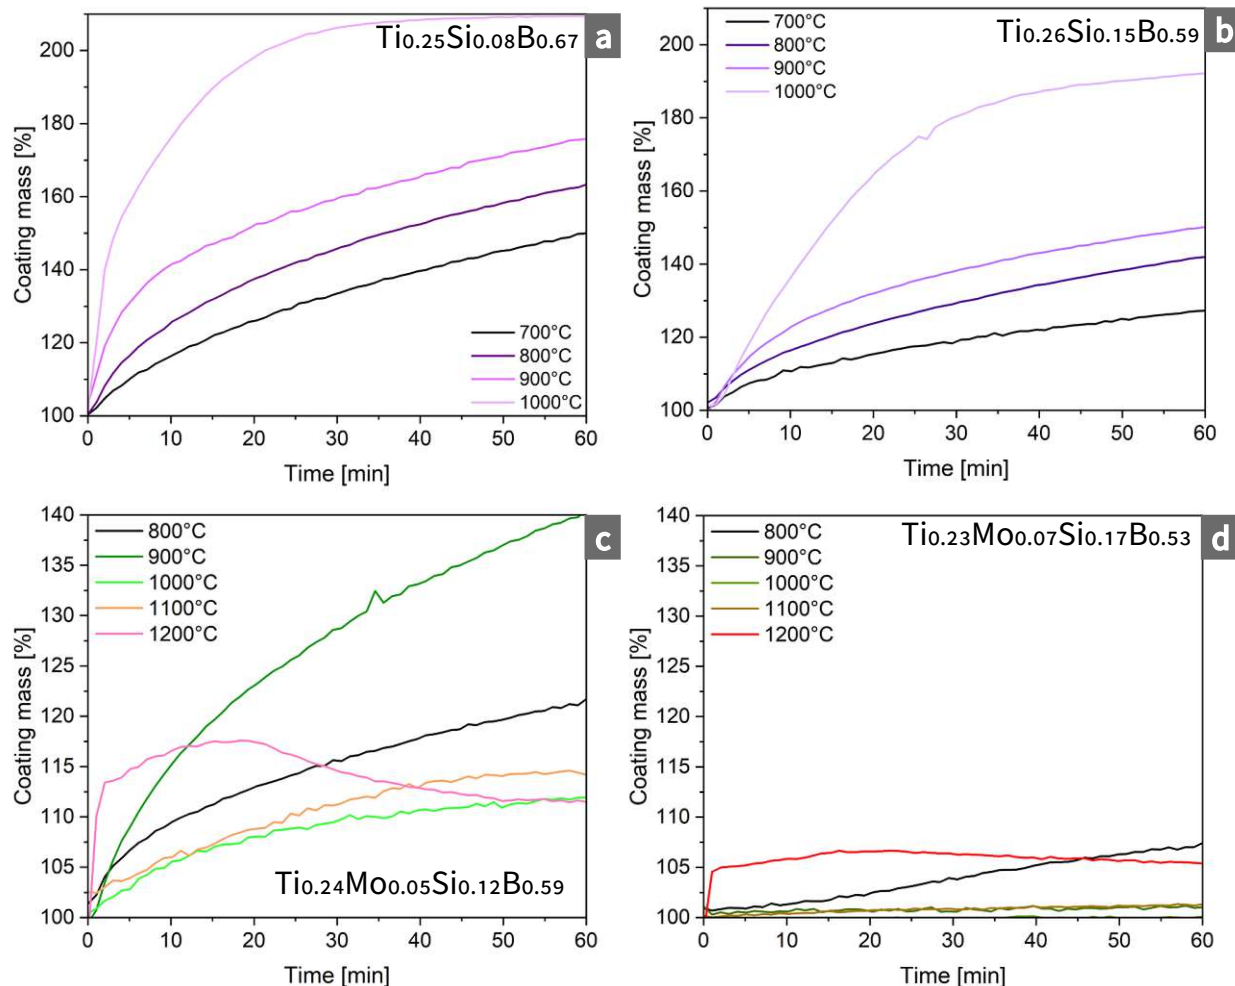 Ti0.25Si0.08B0.67
a
Coating mass [%]
200
180
160
140
120
100
700°C
800°C
900°C
1000°C
0 10 20 30 40 50 60
Time [min]
Ti0.26Si0.15B0.59
b
Coating mass [%]
200
180
160
140
120
100
700°C
800°C
900°C
1000°C
0 10 20 30 40 50 60
Time [min]
c
Coating mass [%]
140
135
130
125
120
115
110
105
100
800°C
900°C
1000°C
1100°C
1200°C
Ti0.24Mo0.05Si0.12B0.59
0 10 20 30 40 50 60
Time [min]
Ti0.23Mo0.07Si0.17B0.53
d
Coating mass [%]
140
135
130
125
120
115
110
105
100
800°C
900°C
1000°C
1100°C
1200°C
0 10 20 30 40 50 60
Time [min]